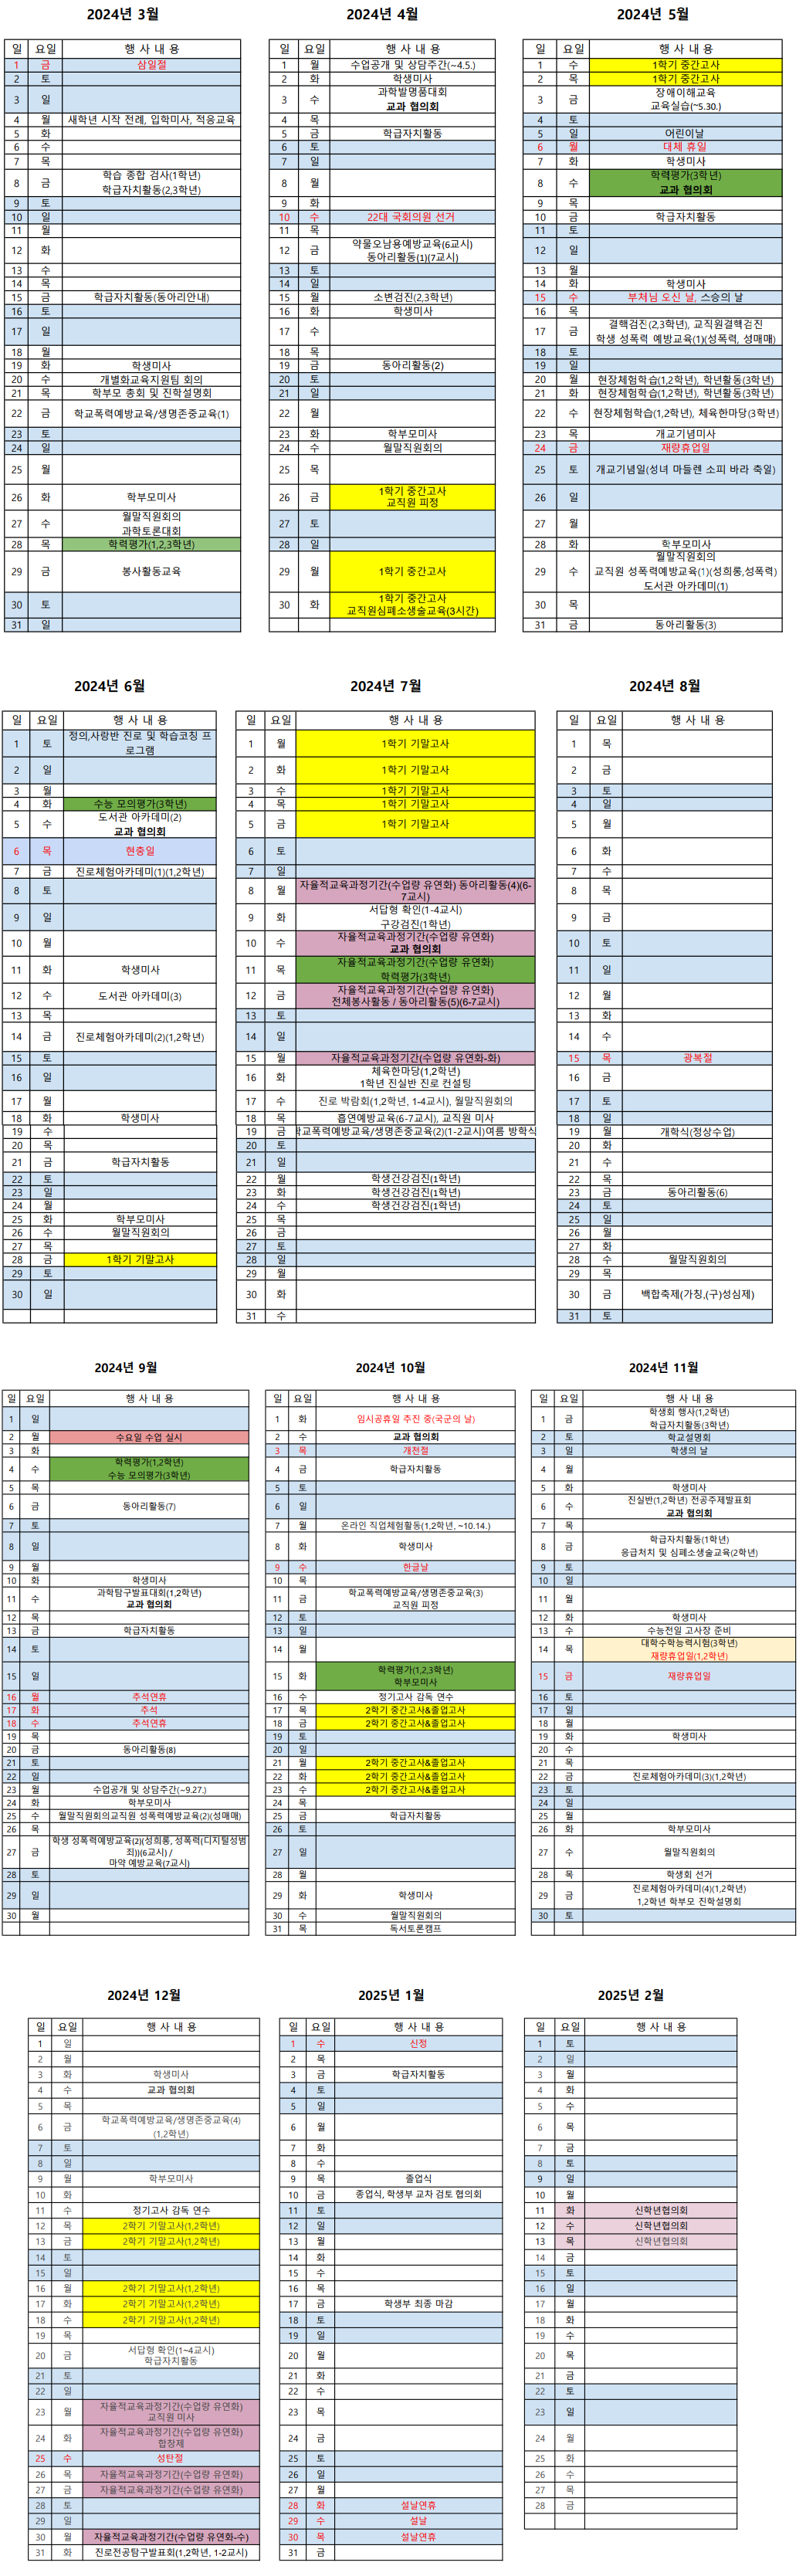 2024년 3월
일 요일 행 사 내 용
1 금 삼일절
2 토
3 일
4 월 새학년 시작 전례, 입학미사, 적응교육
5 화
6 수
7 목
8 금 학습 종합 검사(1학년)
학급자치활동(2,3학년)
9 토
10 일
11 월
12 화
13 수
14 목
15 금 학급자치활동(동아리안내)
16 토
17 일
18 월
19 화 학생미사
20 수 개별화교육지원팀 회의
21 목 학부모 총회 및 진학설명회
22 금 학교폭력예방교육/생명존중교육(1)
23 토
24 일
25 월
26 화 학부모미사
27 수 월말직원회의
과학토론대회
28 목 학력평가(1,2,3학년)
29 금 봉사활동교육
30 토
31 일
2024년 4월
일 요일 행 사 내 용
1 월 수업공개 및 상담주간(~4.5.)
2 화 학생미사
3 수 과학발명품대회
교과 협의회
4 목
5 금 학급자치활동
6 토
7 일
8 월
9 화
10 수 22대 국회의원 선거
11 목
12 금 약물오남용예방교육(6교시)
동아리활동(1)(7교시)
13 토
14 일
15 월 소변검진(2,3학년)
16 화 학생미사
17 수
18 목
19 금 동아리활동(2)
20 토
21 일
22 월
23 화 학부모미사
24 수 월말직원회의
25 목
26 금 1학기 중간고사
교직원 피정
27 토
28 일
29 월 1학기 중간고사
30 화 1학기 중간고사
교직원심폐소생술교육(3시간)
2024년 5월
일 요일 행 사 내 용
1 수 1학기 중간고사
2 목 1학기 중간고사
3 금 장애이해교육
교육실습(~5.30.)
4 토
5 일 어린이날
6 월 대체 휴일
7 화 학생미사
8 수 학력평가(3학년)
교과 협의회
9 목
10 금 학급자치활동
11 토
12 일
13 월
14 화 학생미사
15 수 부처님 오신 날, 스승의 날
16 목
17 금 결핵검진(2,3학년), 교직원결핵검진
학생 성폭력 예방교육(1)(성폭력, 성매매)
18 토
19 일
20 월 현장체험학습(1,2학년), 학년활동(3학년)
21 화 현장체험학습(1,2학년), 학년활동(3학년)
22 수 현장체험학습(1,2학년), 체육한마당(3학년)
23 목 개교기념미사
24 금 재량휴업일
25 토 개교기념일(성녀 마들렌 소피 바라 축일)
26 일
27 월
28 화 학부모미사
29 수 월말직원회의
교직원 성폭력예방교육(1)(성희롱,성폭력)
도서관 아카데미(1)
30 목
31 금 동아리활동(3)
2024년 6월
일 요일 행 사 내 용
1 토 정의,사랑반 진로 및 학습코칭 프
로그램
2 일
3 월
4 화 수능 모의평가(3학년)
5 수 도서관 아카데미(2)
교과 협의회
6 목 현충일
7 금 진로체험아카데미(1)(1,2학년)
8 토
9 일
10 월
11 화 학생미사
12 수 도서관 아카데미(3)
13 목
14 금 진로체험아카데미(2)(1,2학년)
15 토
16 일
17 월
18 화 학생미사
19 수
20 목
21 금 학급자치활동
22 토
23 일
24 월
25 화 학부모미사
26 수 월말직원회의
27 목
28 금 1학기 기말고사
29 토
30 일
2024년 7월
일 요일 행 사 내 용
1 월 1학기 기말고사
2 화 1학기 기말고사
3 수 1학기 기말고사
4 목 1학기 기말고사
5 금 1학기 기말고사
6 토
7 일
8 월 자율적교육과정기간(수업량 유연화) 동아리활동(4)(6-
7교시)
9 화 서답형 확인(1-4교시)
구강검진(1학년)
10 수 자율적교육과정기간(수업량 유연화)
교과 협의회
11 목 자율적교육과정기간(수업량 유연화)
학력평가(3학년)
12 금 자율적교육과정기간(수업량 유연화)
전체봉사활동 / 동아리활동(5)(6-7교시)
13 토
14 일
15 월 자율적교육과정기간(수업량 유연화-화)
16 화 체육한마당(1,2학년)
1학년 진실반 진로 컨설팅
17 수 진로 박람회(1,2학년, 1-4교시), 월말직원회의
18 목 흡연예방교육(6-7교시), 교직원 미사
19 금 학교폭력예방교육/생명존중교육(2)(1-2교시)여름 방학식
20 토
21 일
22 월 학생건강검진(1학년)
23 화 학생건강검진(1학년)
24 수 학생건강검진(1학년)
25 목
26 금
27 토
28 일
29 월
30 화
31 수
2024년 8월
일 요일 행 사 내 용
1 목
2 금
3 토
4 일
5 월
6 화
7 수
8 목
9 금
10 토
11 일
12 월
13 화
14 수
15 목 광복절
16 금
17 토
18 일
19 월 개학식(정상수업)
20 화
21 수
22 목
23 금 동아리활동(6)
24 토
25 일
26 월
27 화
28 수 월말직원회의
29 목
30 금 백합축제(가칭,(구)성심제)
31 토
2024년 9월
일 요일 행 사 내 용
1 일
2 월 수요일 수업 실시
3 화
4 수 학력평가(1,2학년)
수능 모의평가(3학년)
5 목
6 금 동아리활동(7)
7 토
8 일
9 월
10 화 학생미사
11 수 과학탐구발표대회(1,2학년)
교과 협의회
12 목
13 금 학급자치활동
14 토
15 일
16 월 추석연휴
17 화 추석
18 수 추석연휴
19 목
20 금 동아리활동(8)
21 토
22 일
23 월 수업공개 및 상담주간(~9.27.)
24 화 학부모미사
25 수 월말직원회의교직원 성폭력예방교육(2)(성매매)
26 목
27 금 학생 성폭력예방교육(2)(성희롱, 성폭력(디지털성범
죄))(6교시) /
마약 예방교육(7교시)
28 토
29 일
30 월
2024년 10월
일 요일 행 사 내 용
1 화 임시공휴일 추진 중(국군의 날)
2 수 교과 협의회
3 목 개천절
4 금 학급자치활동
5 토
6 일
7 월 온라인 직업체험활동(1,2학년, ~10.14.)
8 화 학생미사
9 수 한글날
10 목
11 금 학교폭력예방교육/생명존중교육(3)
교직원 피정
12 토
13 일
14 월
15 화 학력평가(1,2,3학년)
학부모미사
16 수 정기고사 감독 연수
17 목 2학기 중간고사&졸업고사
18 금 2학기 중간고사&졸업고사
19 토
20 일
21 월 2학기 중간고사&졸업고사
22 화 2학기 중간고사&졸업고사
23 수 2학기 중간고사&졸업고사
24 목
25 금 학급자치활동
26 토
27 일
28 월
29 화 학생미사
30 수 월말직원회의
31 목 독서토론캠프
2024년 11월
일 요일 행 사 내 용
1 금 학생회 행사(1,2학년)
학급자치활동(3학년)
2 토 학교설명회
3 일 학생의 날
4 월
5 화 학생미사
6 수 진실반(1,2학년) 전공주제발표회
교과 협의회
7 목
8 금 학급자치활동(1학년)
응급처치 및 심폐소생술교육(2학년)
9 토
10 일
11 월
12 화 학생미사
13 수 수능전일 고사장 준비
14 목 대학수학능력시험(3학년)
재량휴업일(1,2학년)
15 금 재량휴업일
16 토
17 일
18 월
19 화 학생미사
20 수
21 목
22 금 진로체험아카데미(3)(1,2학년)
23 토
24 일
25 월
26 화 학부모미사
27 수 월말직원회의
28 목 학생회 선거
29 금 진로체험아카데미(4)(1,2학년)
1,2학년 학부모 진학설명회
30 토
2024년 12월
일 요일 행 사 내 용
1 일
2 월
3 화 학생미사
4 수 교과 협의회
5 목
6 금 학교폭력예방교육/생명존중교육(4)
(1,2학년)
7 토
8 일
9 월 학부모미사
10 화
11 수 정기고사 감독 연수
12 목 2학기 기말고사(1,2학년)
13 금 2학기 기말고사(1,2학년)
14 토
15 일
16 월 2학기 기말고사(1,2학년)
17 화 2학기 기말고사(1,2학년)
18 수 2학기 기말고사(1,2학년)
19 목
20 금 서답형 확인(1~4교시)
학급자치활동
21 토
22 일
23 월 자율적교육과정기간(수업량 유연화)
교직원 미사
24 화 자율적교육과정기간(수업량 유연화)
합창제
25 수 성탄절
26 목 자율적교육과정기간(수업량 유연화)
27 금 자율적교육과정기간(수업량 유연화)
28 토
29 일
30 월 자율적교육과정기간(수업량 유연화-수)
31 화 진로전공탐구발표회(1,2학년, 1-2교시)
2025년 1월
일 요일 행 사 내 용
1 수 신정
2 목
3 금 학급자치활동
4 토
5 일
6 월
7 화
8 수
9 목 졸업식
10 금 종업식, 학생부 교차 검토 협의회
11 토
12 일
13 월
14 화
15 수
16 목
17 금 학생부 최종 마감
18 토
19 일
20 월
21 화
22 수
23 목
24 금
25 토
26 일
27 월
28 화 설날연휴
29 수 설날
30 목 설날연휴
31 금
2025년 2월
일 요일 행 사 내 용
1 토
2 일
3 월
4 화
5 수
6 목
7 금
8 토
9 일
10 월
11 화 신학년협의회
12 수 신학년협의회
13 목 신학년협의회
14 금
15 토
16 일
17 월
18 화
19 수
20 목
21 금
22 토
23 일
24 월
25 화
26 수
27 목
28 금